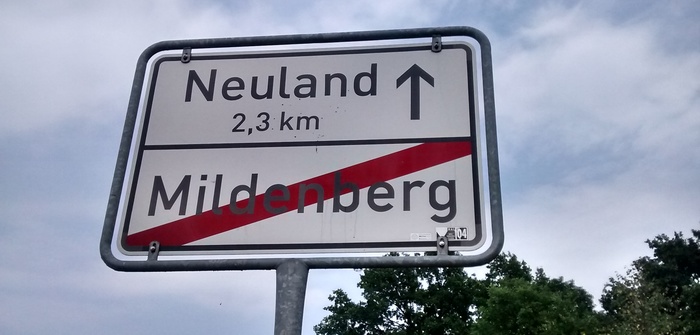 Neuland
2,3 km
Mildenberg